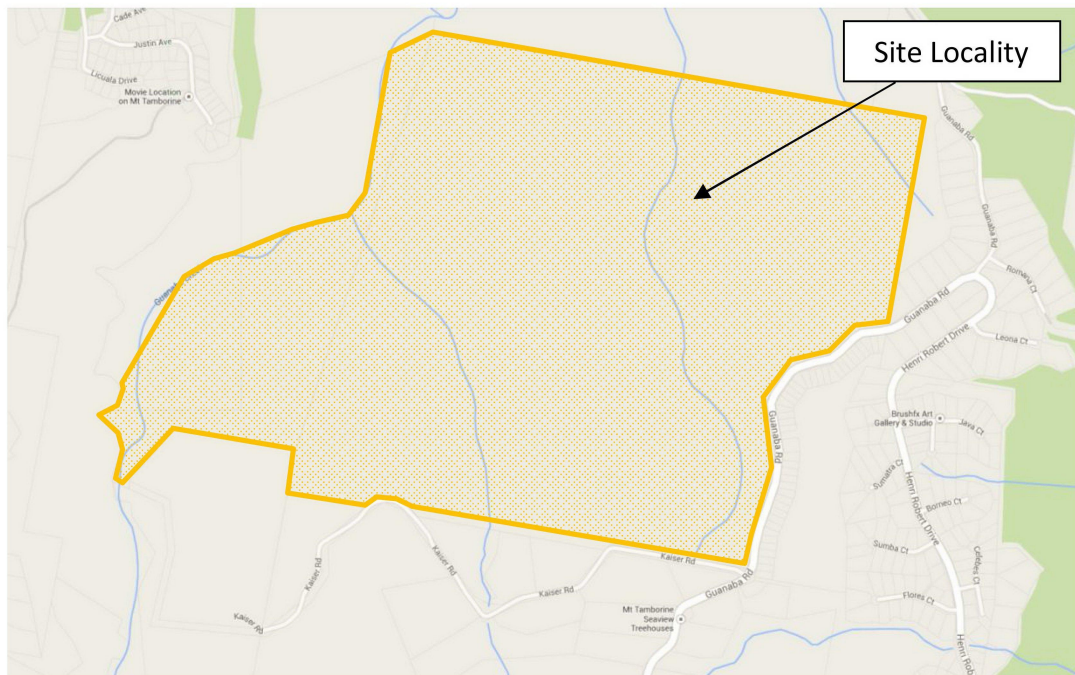 Cade Ave
Justin Ave
Licuala Drive
Movie Location
on Mt Tamborine
Site Locality
Guanaba Rd
Guanaba Rd
Romana Ct
Guanaba Rd
Leona Ct
Henri Robert Drive
Brushfx Art
Gallery & Studio
Java Ct
Guanaba Rd
Sumatra Ct
Henri Robert Drive
Borneo Ct
Sumba Ct
Celebes Ct
Flores Ct
Kaiser Rd
Kaiser Rd
Kaiser Rd
Kaiser Rd
Kaiser Rd
Guanaba Rd
Mt Tamborine
Seaview
Treehouses
Henri Rob